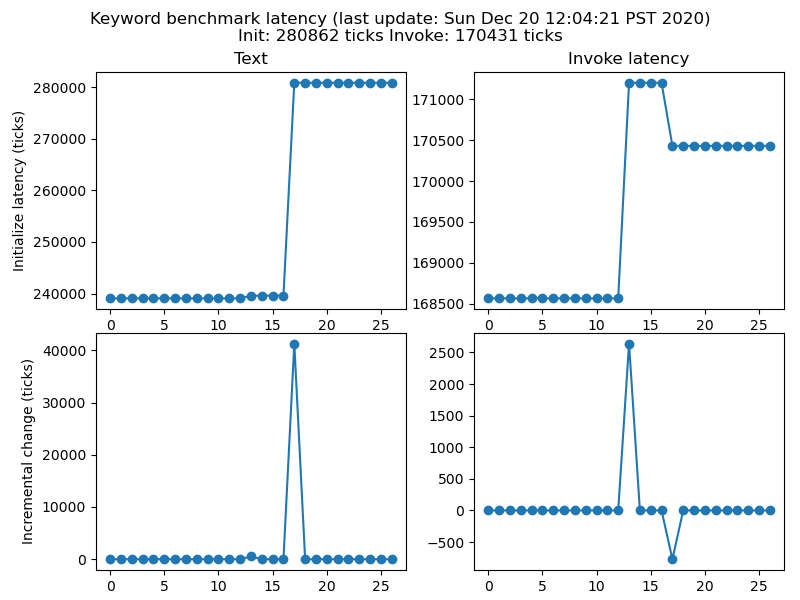 Keyword benchmark latency (last update: Sun Dec 20 12:04:21 PST 2020)
Init: 280862 ticks Invoke: 170431 ticks
Text
Initialize latency (ticks)
280000
270000
260000
250000
240000
0 5 10 15 20 25
Invoke latency
171000
170500
170000
169500
169000
168500
0 5 10 15 20 25
Incremental change (ticks)
40000
30000
20000
10000
0
0 5 10 15 20 25
2500
2000
1500
1000
500
0
−500
0 5 10 15 20 25